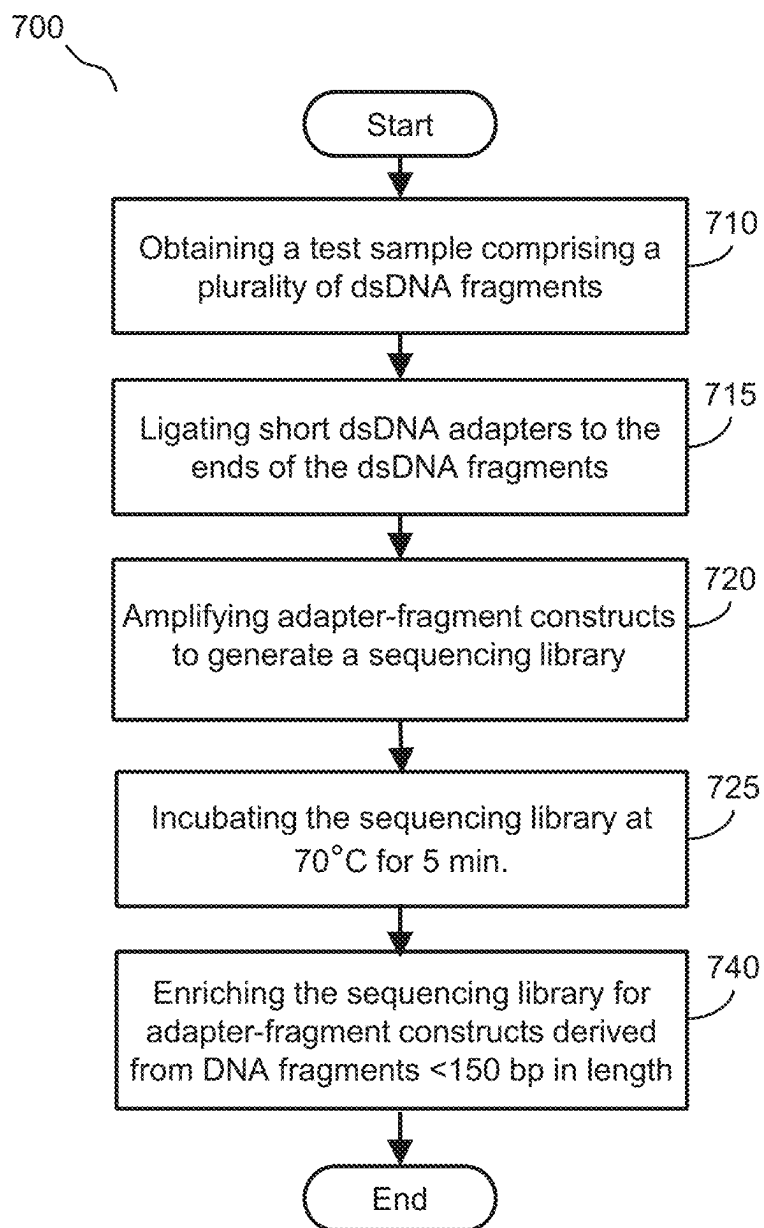 700
Start
710
Obtaining a test sample comprising a
plurality of dsDNA fragments
715
Ligating short dsDNA adapters to the
ends of the dsDNA fragments
720
Amplifying adapter-fragment constructs
to generate a sequencing library
725
Incubating the sequencing library at
70°C for 5 min.
740
Enriching the sequencing library for
adapter-fragment constructs derived
from DNA fragments <150 bp in length
End